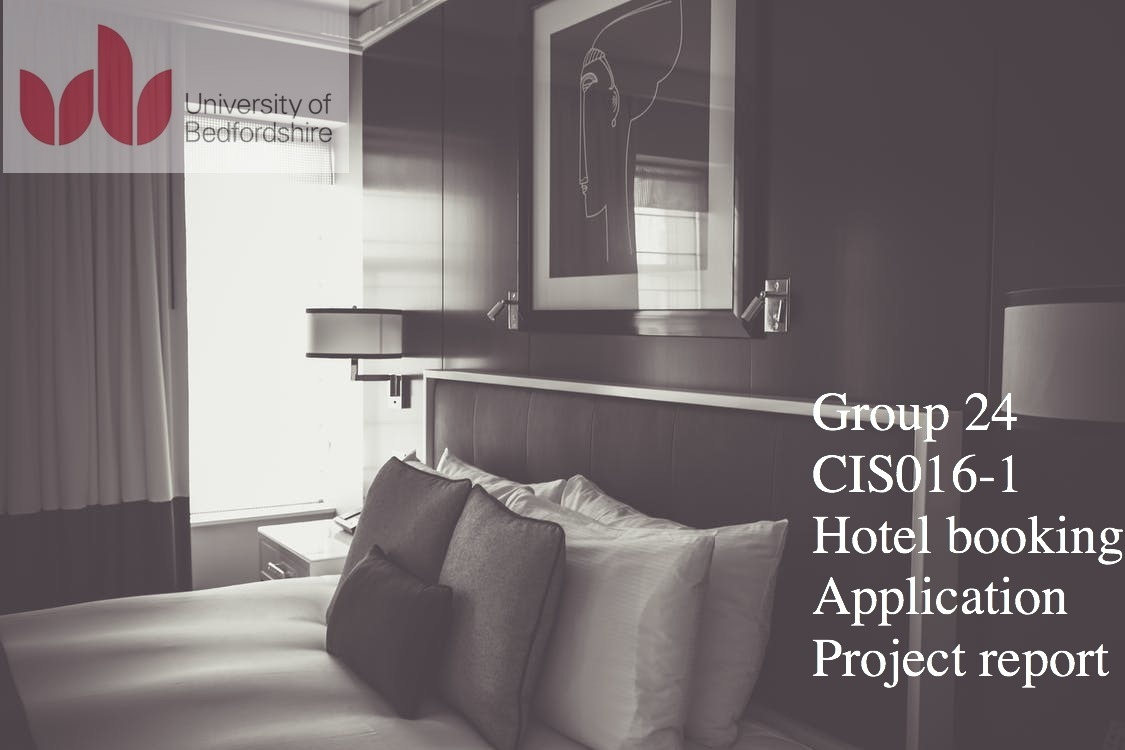 University of
Bedfordshire
Group 24
CIS016-1
Hotel booking
Application
Project report